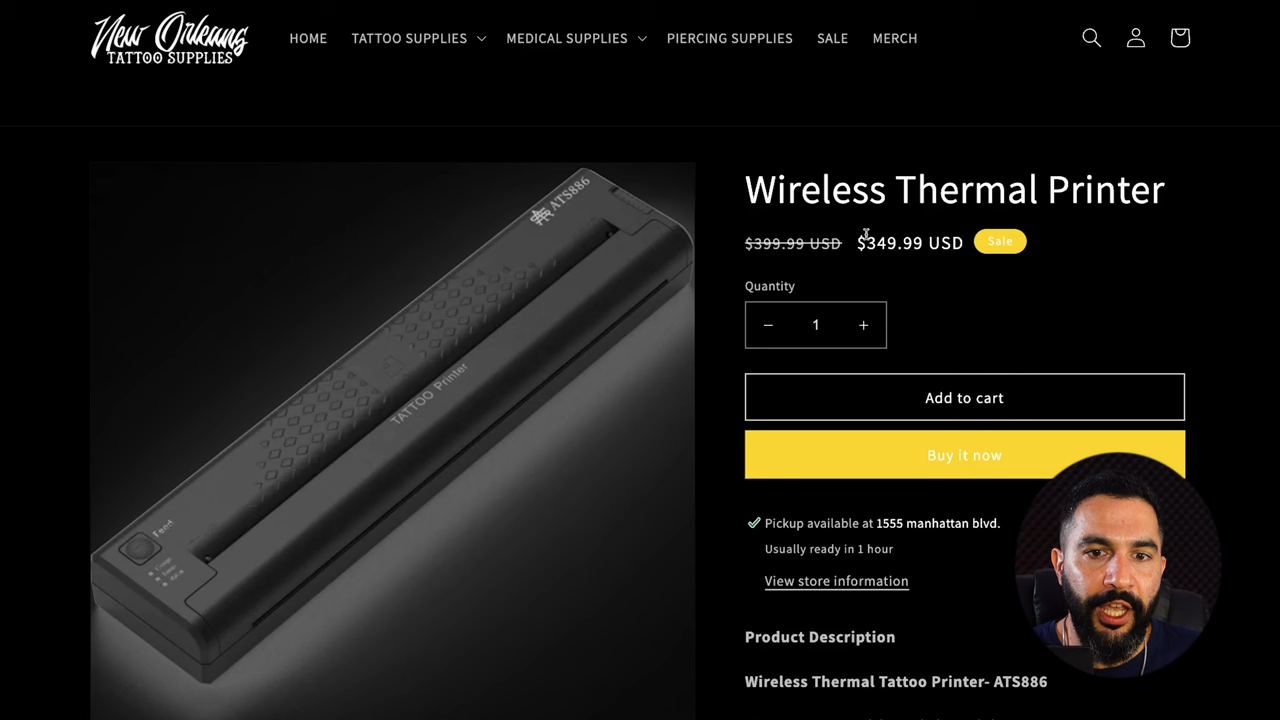 New Orleans
TATTOO SUPPLIES
HOME
TATTOO SUPPLIES
MEDICAL SUPPLIES
PIERCING SUPPLIES
SALE
MERCH
ATS886
TATTOO Printer
Feed
Wireless Thermal Printer
$399.99 USD $349.99 USD Sale
Quantity
− 1 +
Add to cart
Buy it now
Pickup available at 1555 manhattan blvd.
Usually ready in 1 hour
View store information
Product Description
Wireless Thermal Tattoo Printer- ATS886